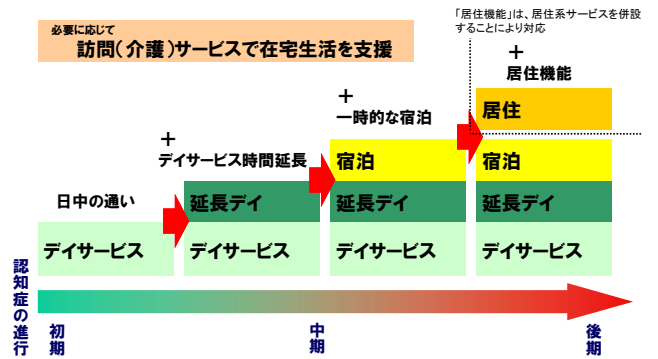 必要に応じて
訪問（介護）サービスで在宅生活を支援
「居住機能」は、居住系サービスを併設
することにより対応
＋
居住機能
居住
＋
一時的な宿泊
宿泊
宿泊
＋
デイサービス時間延長
延長デイ
延長デイ
延長デイ
日中の通い
デイサービス
デイサービス
デイサービス
デイサービス
認知症の進行
初期
中期
後期